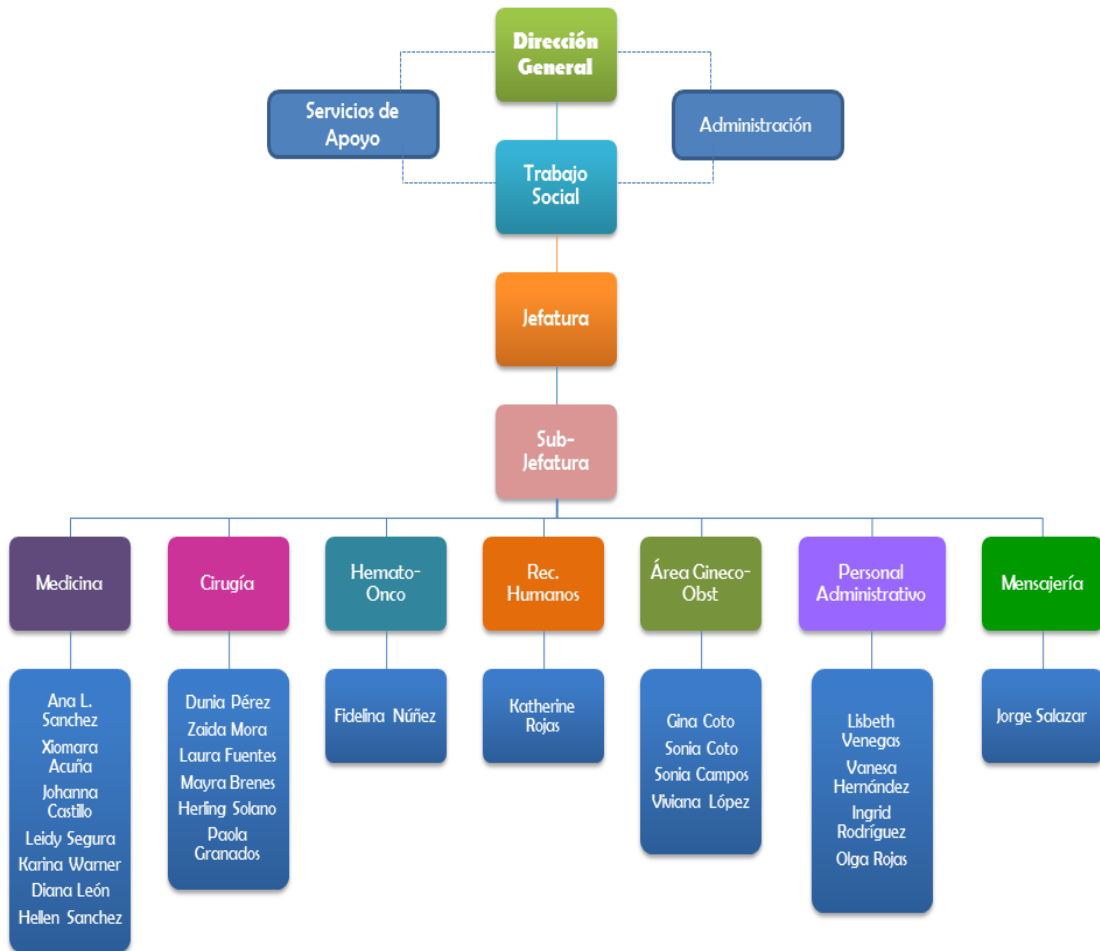 Dirección
General
Servicios de
Apoyo
Administración
Trabajo
Social
Jefatura
Sub-
Jefatura
Medicina
Cirugía
Hemato-
Onco
Rec.
Humanos
Área Gineco-
Obst
Personal
Administrativo
Mensajería
Ana L.
Sanchez
Xiomara
Acuña
Johanna
Castillo
Leidy Segura
Karina Warner
Diana León
Hellen Sanchez
Dunia Pérez
Zaida Mora
Laura Fuentes
Mayra Brenes
Herling Solano
Paola
Granados
Fidelina Núñez
Katherine
Rojas
Gina Coto
Sonia Coto
Sonia Campos
Viviana López
Lisbeth
Venegas
Vanesa
Hernández
Ingrid
Rodríguez
Olga Rojas
Jorge Salazar